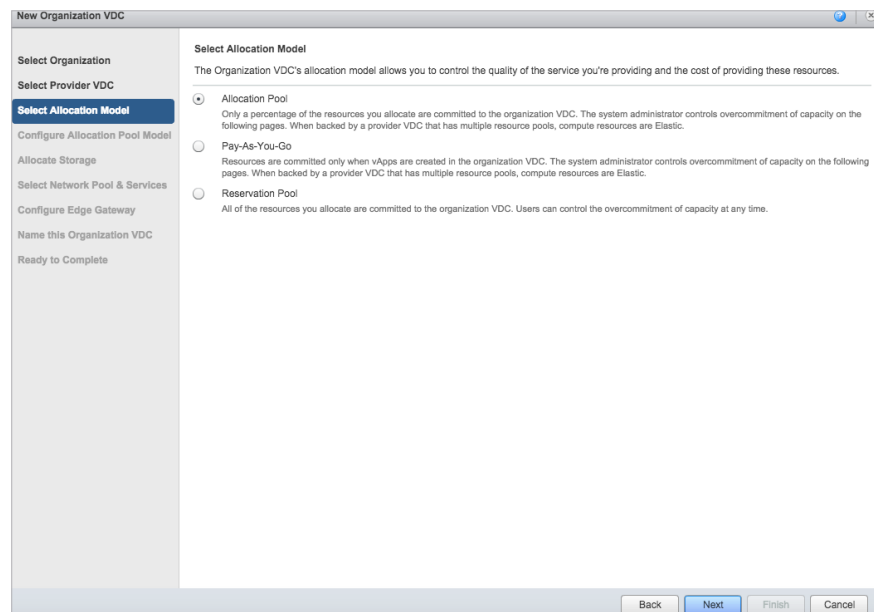 New Organization VDC
Select Organization
Select Provider VDC
Select Allocation Model
Configure Allocation Pool Model
Allocate Storage
Select Network Pool & Services
Configure Edge Gateway
Name this Organization VDC
Ready to Complete
Select Allocation Model
The Organization VDC's allocation model allows you to control the quality of the service you're providing and the cost of providing these resources.
Allocation Pool
Only a percentage of the resources you allocate are committed to the organization VDC. The system administrator controls overcommitment of capacity on the
following pages. When backed by a provider VDC that has multiple resource pools, compute resources are Elastic.
Pay-As-You-Go
Resources are committed only when vApps are created in the organization VDC. The system administrator controls overcommitment of capacity on the following
pages. When backed by a provider VDC that has multiple resource pools, compute resources are Elastic.
Reservation Pool
All of the resources you allocate are committed to the organization VDC. Users can control the overcommitment of capacity at any time.
Back Next Finish Cancel